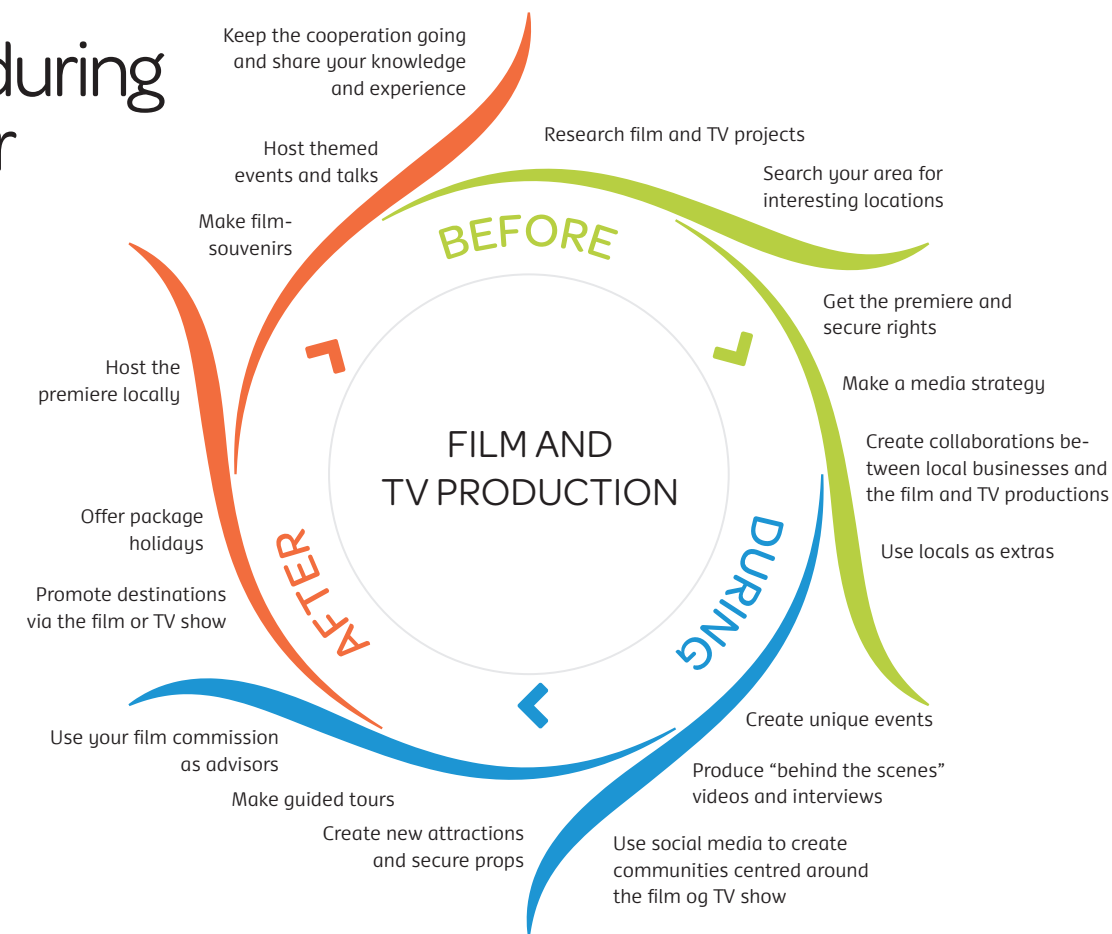 during
r
Keep the cooperation going
and share your knowledge
and experience
Host themed
events and talks
Make film-
souvenirs
Host the
premiere locally
Offer package
holidays
Promote destinations
via the film or TV show
Research film and TV projects
Search your area for
interesting locations
Get the premiere and
secure rights
Make a media strategy
Create collaborations be-
tween local businesses and
the film and TV productions
Use locals as extras
BEFORE
FILM AND
TV PRODUCTION
DURING
AFTER
Create unique events
Produce “behind the scenes”
videos and interviews
Use social media to create
communities centred around
the film og TV show
Use your film commission
as advisors
Make guided tours
Create new attractions
and secure props